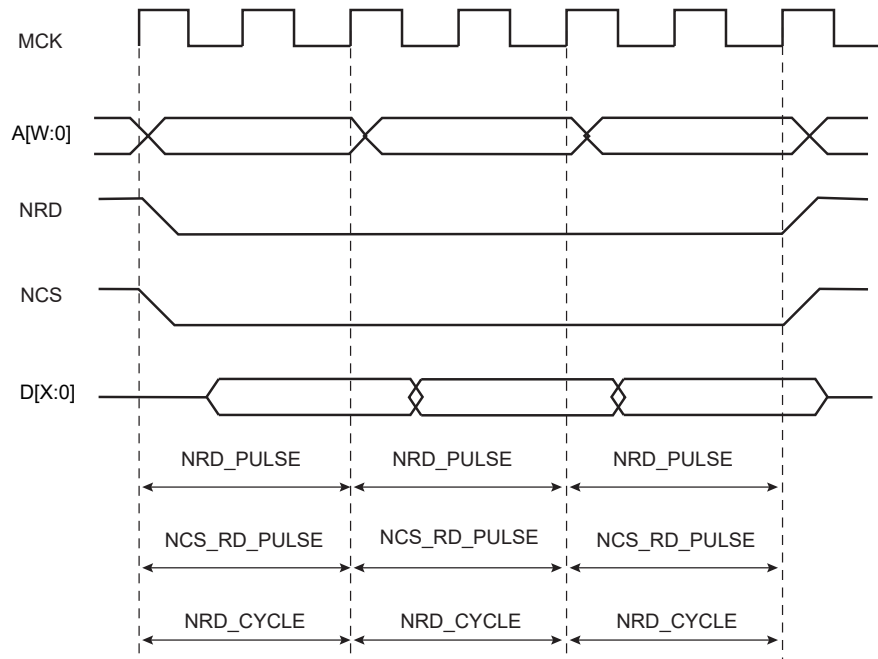 MCK
A[W:0]
NRD
NCS
D[X:0]
NRD_PULSE NRD_PULSE NRD_PULSE
NCS_RD_PULSE NCS_RD_PULSE NCS_RD_PULSE
NRD_CYCLE NRD_CYCLE NRD_CYCLE